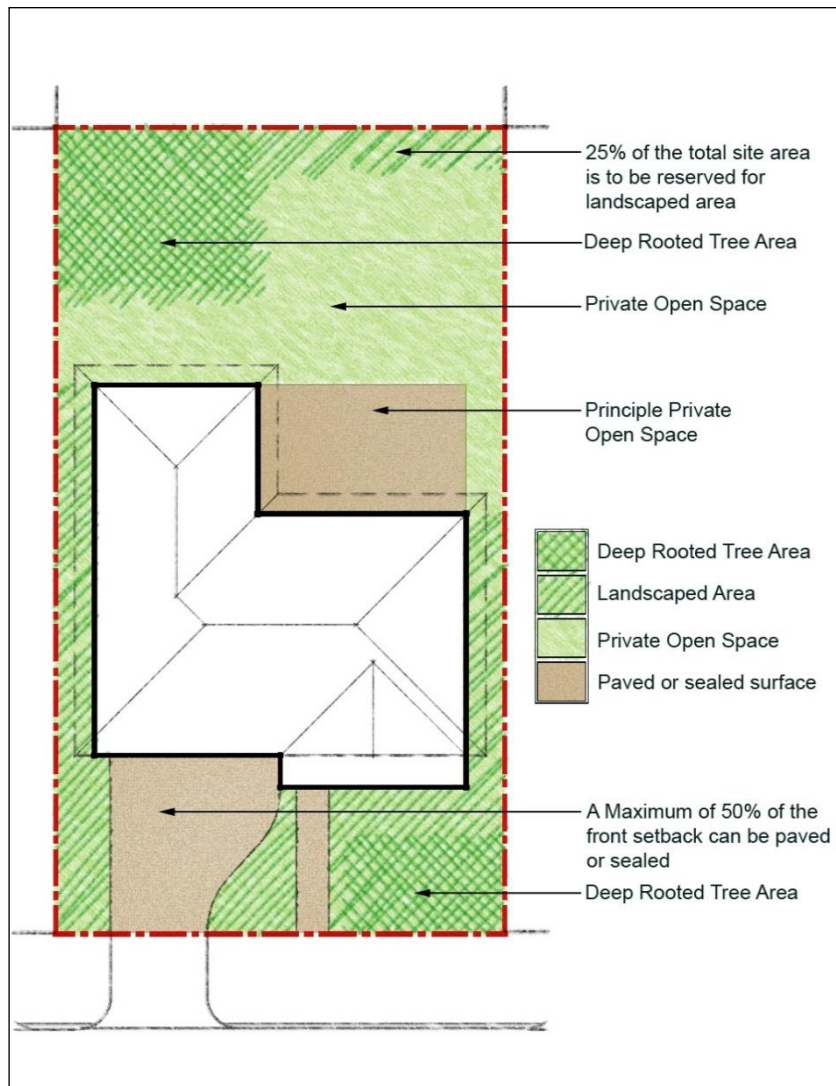 25% of the total site area
is to be reserved for
landscaped area
Deep Rooted Tree Area
Private Open Space
Principle Private
Open Space
Deep Rooted Tree Area
Landscaped Area
Private Open Space
Paved or sealed surface
A Maximum of 50% of the
front setback can be paved
or sealed
Deep Rooted Tree Area